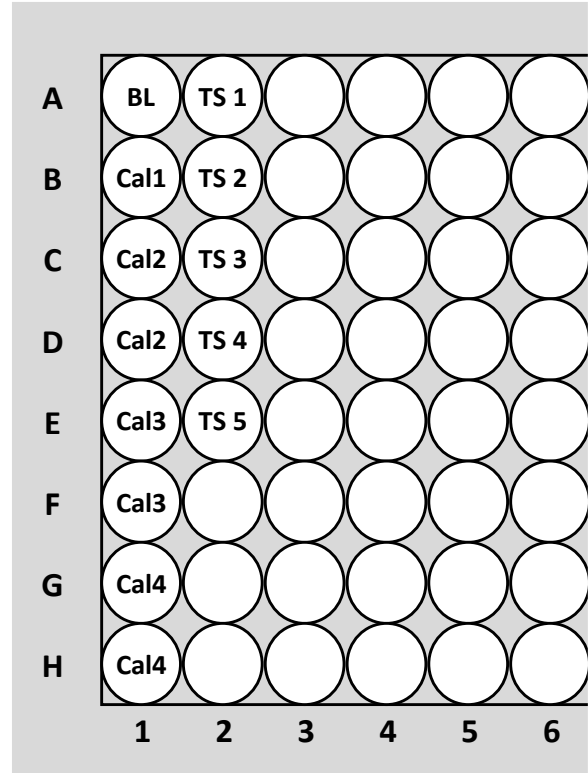 A BL TS 1
B Cal1 TS 2
C Cal2 TS 3
D Cal2 TS 4
E Cal3 TS 5
F Cal3
G Cal4
H Cal4
1 2 3 4 5 6